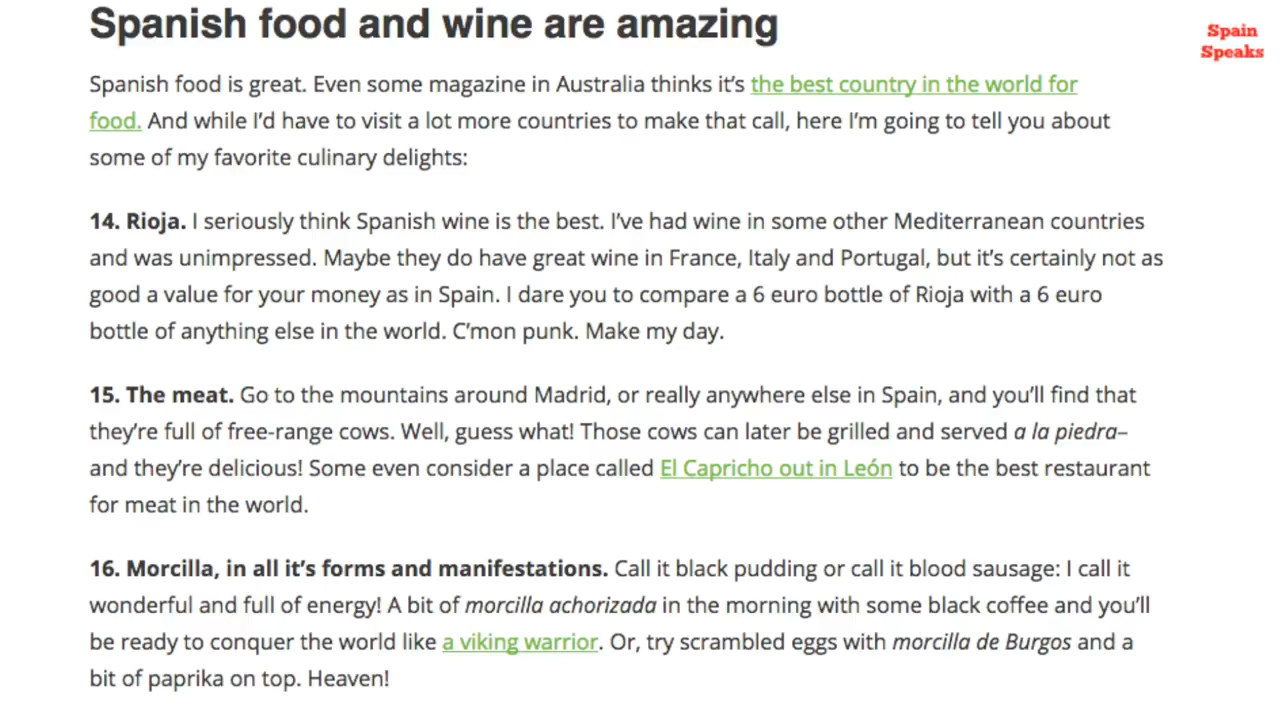 Spanish food and wine are amazing
Spain
Speaks
Spanish food is great. Even some magazine in Australia thinks it’s the best country in the world for
food. And while I’d have to visit a lot more countries to make that call, here I’m going to tell you about
some of my favorite culinary delights:
14. Rioja. I seriously think Spanish wine is the best. I’ve had wine in some other Mediterranean countries
and was unimpressed. Maybe they do have great wine in France, Italy and Portugal, but it’s certainly not as
good a value for your money as in Spain. I dare you to compare a 6 euro bottle of Rioja with a 6 euro
bottle of anything else in the world. C’mon punk. Make my day.
15. The meat. Go to the mountains around Madrid, or really anywhere else in Spain, and you’ll find that
they’re full of free-range cows. Well, guess what! Those cows can later be grilled and served a la piedra–
and they’re delicious! Some even consider a place called El Capricho out in León to be the best restaurant
for meat in the world.
16. Morcilla, in all it’s forms and manifestations. Call it black pudding or call it blood sausage: I call it
wonderful and full of energy! A bit of morcilla achorizada in the morning with some black coffee and you’ll
be ready to conquer the world like a viking warrior. Or, try scrambled eggs with morcilla de Burgos and a
bit of paprika on top. Heaven!